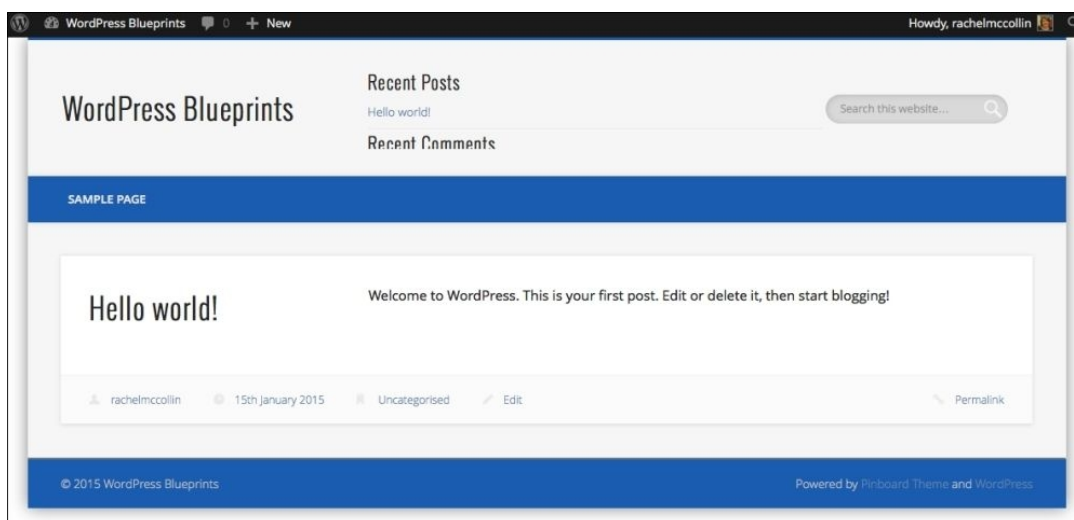 WordPress Blueprints 0 + New Howdy, rachelmccollin
WordPress Blueprints
Recent Posts
Hello world!
Recent Comments
Search this website...
SAMPLE PAGE
Hello world!
Welcome to WordPress. This is your first post. Edit or delete it, then start blogging!
rachelmccollin 15th January 2015 Uncategorised Edit Permalink
© 2015 WordPress Blueprints Powered by Pinboard Theme and WordPress